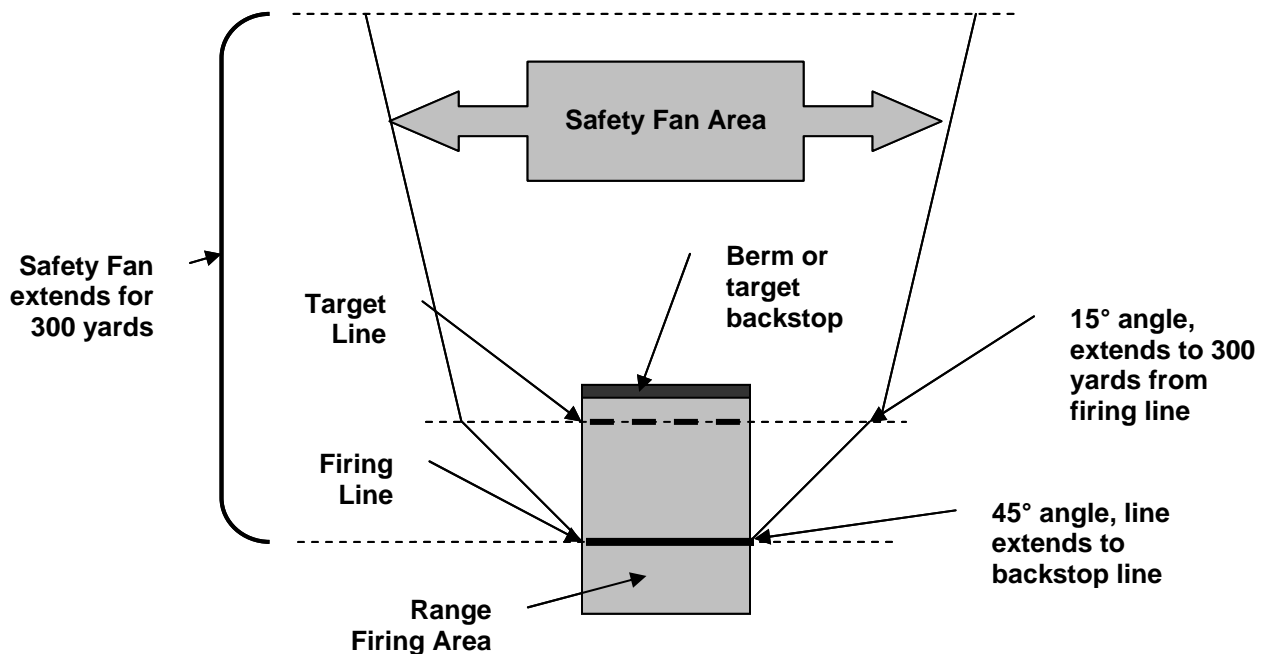 Safety Fan Area
Safety Fan
extends for
300 yards
Berm or
target
backstop
Target
Line
15° angle,
extends to 300
yards from
firing line
Firing
Line
45° angle, line
extends to
backstop line
Range
Firing Area